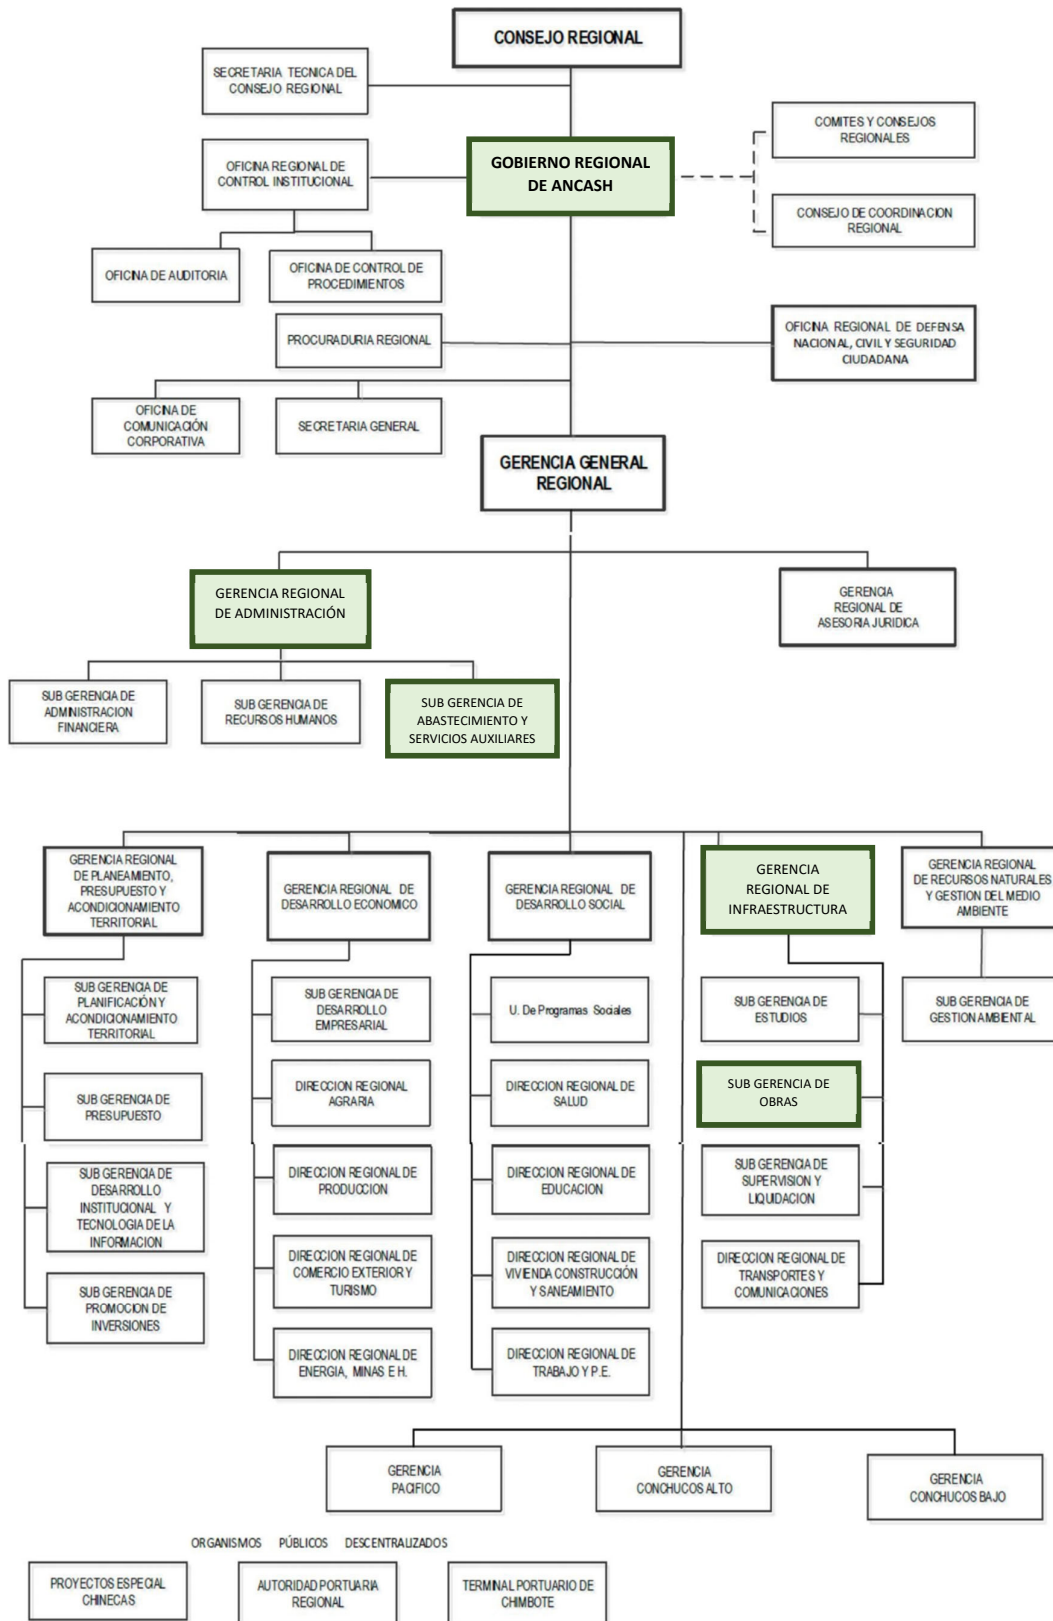 CONSEJO REGIONAL
SECRETARIA TECNICA DEL
CONSEJO REGIONAL
COMITES Y CONSEJOS
REGIONALES
GOBIERNO REGIONAL
DE ANCASH
OFICINA REGIONAL DE
CONTROL INSTITUCIONAL
CONSEJO DE COORDINACION
REGIONAL
OFICINA DE AUDITORIA
OFICINA DE CONTROL DE
PROCEDIMIENTOS
PROCURADURIA REGIONAL
OFICINA REGIONAL DE DEFENSA
NACIONAL, CIVIL Y SEGURIDAD
CIUDADANA
OFICINA DE
COMUNICACIÓN
CORPORATIVA
SECRETARIA GENERAL
GERENCIA GENERAL
REGIONAL
GERENCIA REGIONAL
DE ADMINISTRACIÓN
GERENCIA
REGIONAL DE
ASESORIA JURIDICA
SUB GERENCIA DE
ADMINISTRACION
FINANCIERA
SUB GERENCIA DE
RECURSOS HUMANOS
SUB GERENCIA DE
ABASTECIMIENTO Y
SERVICIOS AUXILIARES
GERENCIA REGIONAL
DE PLANEAMIENTO,
PRESUPUESTO Y
ACONDICIONAMIENTO
TERRITORIAL
GERENCIA REGIONAL DE
DESARROLLO ECONOMICO
GERENCIA REGIONAL DE
DESARROLLO SOCIAL
GERENCIA
REGIONAL DE
INFRAESTRUCTURA
GERENCIA REGIONAL
DE RECURSOS NATURALES
Y GESTION DEL MEDIO
AMBIENTE
SUB GERENCIA DE
PLANIFICACIÓN Y
ACONDICIONAMIENTO
TERRITORIAL
SUB GERENCIA DE
DESARROLLO
EMPRESARIAL
U. De Programas Sociales
SUB GERENCIA DE
ESTUDIOS
SUB GERENCIA DE
GESTION AMBIENTAL
SUB GERENCIA DE
PRESUPUESTO
DIRECCION REGIONAL
AGRARIA
DIRECCION REGIONAL DE
SALUD
SUB GERENCIA DE
OBRAS
SUB GERENCIA DE
DESARROLLO
INSTITUCIONAL Y
TECNOLOGIA DE LA
INFORMACION
DIRECCION REGIONAL DE
PRODUCCION
DIRECCION REGIONAL DE
EDUCACION
SUB GERENCIA DE
SUPERVISION Y
LIQUIDACION
SUB GERENCIA DE
PROMOCION DE
INVERSIONES
DIRECCION REGIONAL DE
COMERCIO EXTERIOR Y
TURISMO
DIRECCION REGIONAL DE
VIVIENDA CONSTRUCCIÓN
Y SANEAMIENTO
DIRECCION REGIONAL DE
TRANSPORTES Y
COMUNICACIONES
DIRECCION REGIONAL DE
ENERGIA, MINAS E H.
DIRECCION REGIONAL DE
TRABAJO Y P.E.
GERENCIA
PACIFICO
GERENCIA
CONCHUCOS ALTO
GERENCIA
CONCHUCOS BAJO
ORGANISMOS PÚBLICOS DESCENTRALIZADOS
PROYECTOS ESPECIAL
CHINECAS
AUTORIDAD PORTUARIA
REGIONAL
TERMINAL PORTUARIO DE
CHIMBOTE